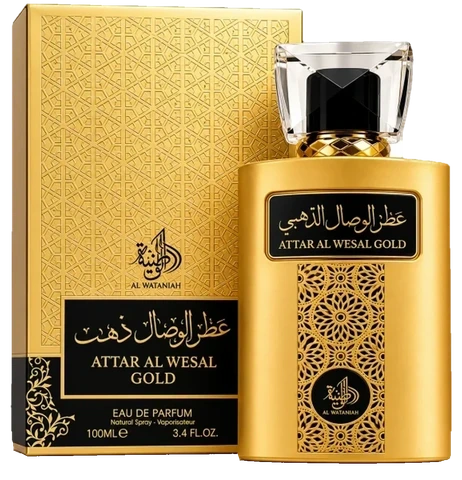 الوطنية
AL WATANIAH
عطر الوصال ذهب
ATTAR AL WESAL
GOLD
EAU DE PARFUM
Natural Spray - Vaporisateur
100ML℮ 3.4 FL.OZ.
عطر الوصال الذهبي
ATTAR AL WESAL GOLD
الوطنية
AL WATANIAH